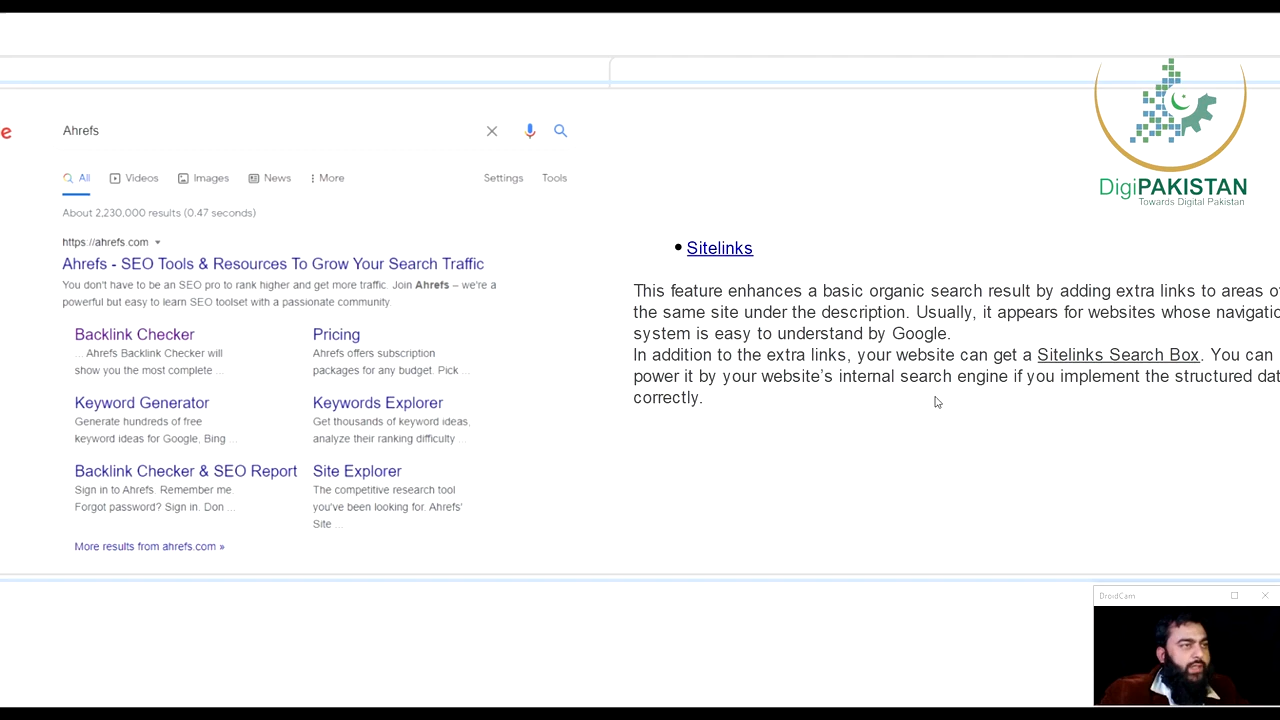 e
Ahrefs
All Videos Images News More Settings Tools
About 2,230,000 results (0.47 seconds)
https://ahrefs.com
Ahrefs - SEO Tools & Resources To Grow Your Search Traffic
You don't have to be an SEO pro to rank higher and get more traffic. Join Ahrefs – we're a
powerful but easy to learn SEO toolset with a passionate community.
Backlink Checker
... Ahrefs Backlink Checker will
show you the most complete ...
Pricing
Ahrefs offers subscription
packages for any budget. Pick ...
Keyword Generator
Generate hundreds of free
keyword ideas for Google, Bing ...
Keywords Explorer
Get thousands of keyword ideas,
analyze their ranking difficulty ...
Backlink Checker & SEO Report
Sign in to Ahrefs. Remember me.
Forgot password? Sign in. Don ...
Site Explorer
The competitive research tool
you've been looking for. Ahrefs'
Site ...
More results from ahrefs.com »
DigiPAKISTAN
Towards Digital Pakistan
• Sitelinks
This feature enhances a basic organic search result by adding extra links to areas o
the same site under the description. Usually, it appears for websites whose navigatio
system is easy to understand by Google.
In addition to the extra links, your website can get a Sitelinks Search Box. You can
power it by your website's internal search engine if you implement the structured dat
correctly.
DroidCam